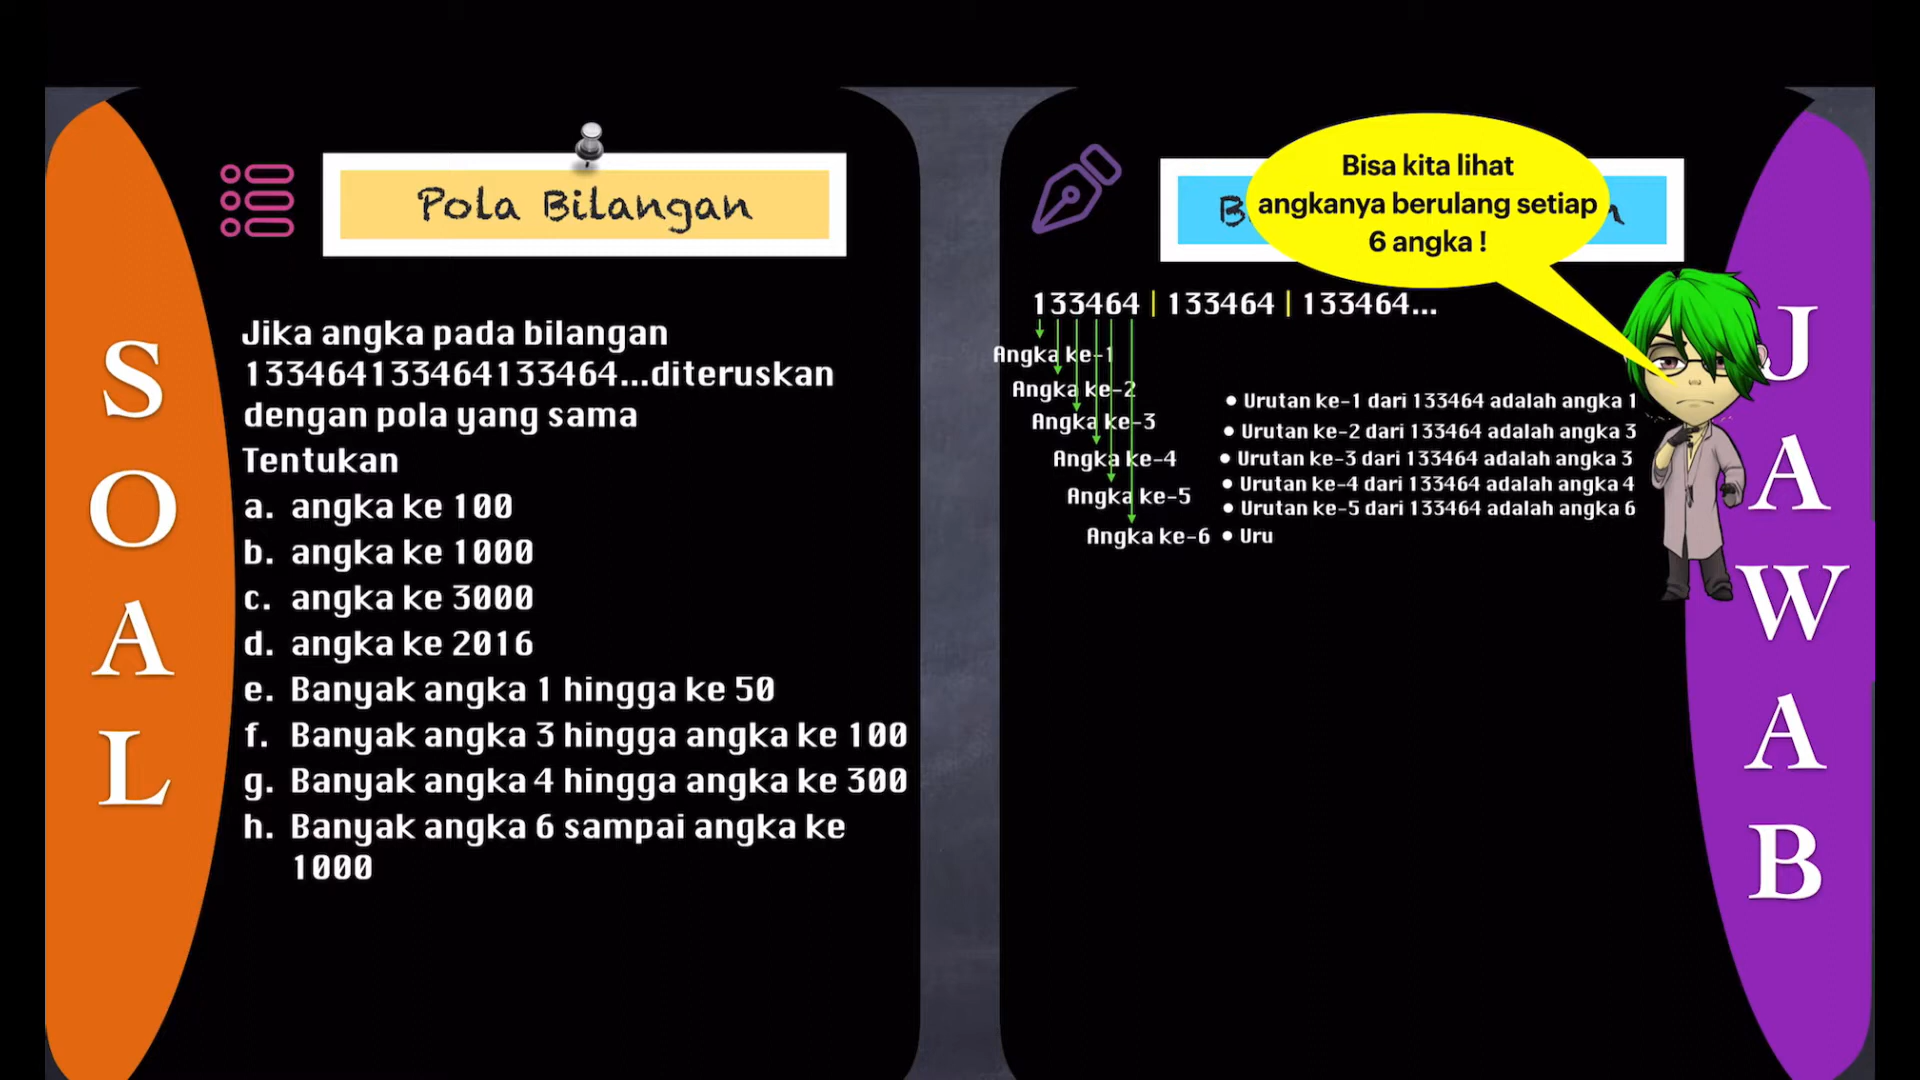 SOAL
Pola Bilangan
Jika angka pada bilangan
133464133464133464...diteruskan
dengan pola yang sama
Tentukan
a. angka ke 100
b. angka ke 1000
c. angka ke 3000
d. angka ke 2016
e. Banyak angka 1 hingga ke 50
f. Banyak angka 3 hingga angka ke 100
g. Banyak angka 4 hingga angka ke 300
h. Banyak angka 6 sampai angka ke
1000
Bisa kita lihat
angkanya berulang setiap
6 angka !
133464 | 133464 | 133464...
Angka ke-1
Angka ke-2
Angka ke-3
Angka ke-4
Angka ke-5
Angka ke-6
• Urutan ke-1 dari 133464 adalah angka 1
• Urutan ke-2 dari 133464 adalah angka 3
• Urutan ke-3 dari 133464 adalah angka 3
• Urutan ke-4 dari 133464 adalah angka 4
• Urutan ke-5 dari 133464 adalah angka 6
• Uru
JAWAB